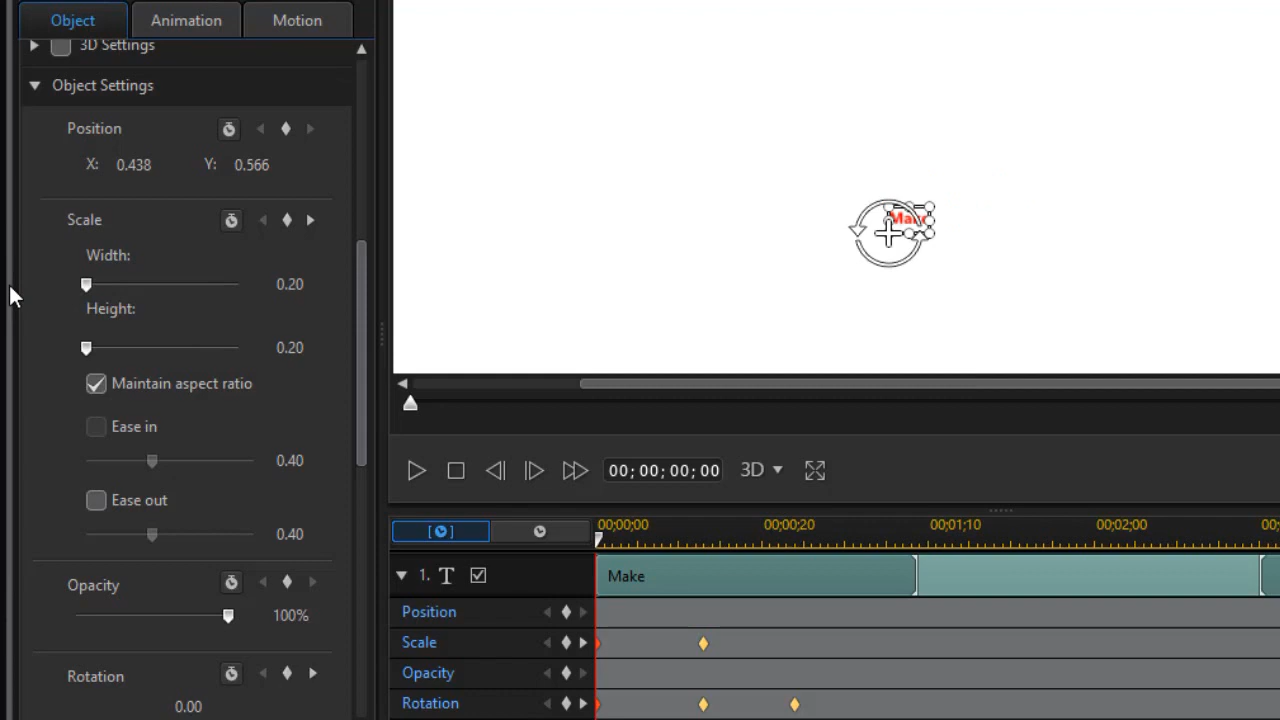 Object Animation Motion
3D Settings
Object Settings
Position
X: 0.438 Y: 0.566
Scale
Width:
0.20
Height:
0.20
Maintain aspect ratio
Ease in
0.40
Ease out
0.40
Opacity
100%
Rotation
0.00
Make
00;00;00;00 3D
00;00;00 00;00;20 00;01;10 00;02;00
1. T Make
Position
Scale
Opacity
Rotation